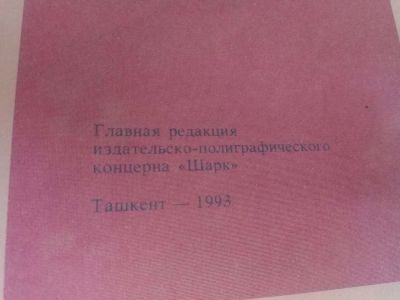 Главная редакция
издательско-полиграфического
концерна «Шарк»
Ташкент — 1993